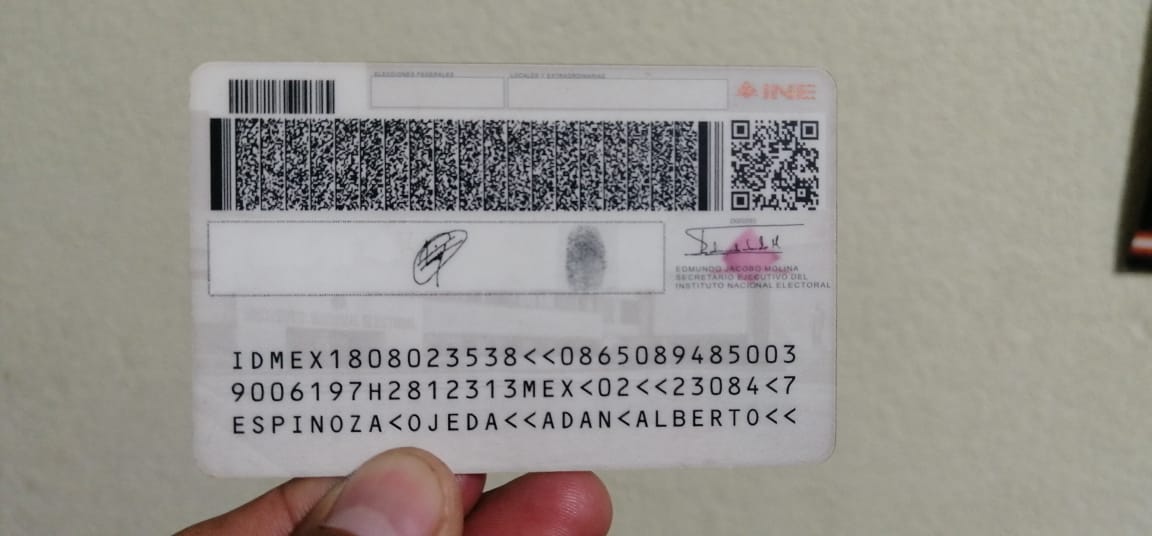 ELECCIONES FEDERALES
LOCALES Y EXTRAORDINARIAS
INE
EDMUNDO JACOBO MOLINA
SECRETARIO EJECUTIVO DEL
INSTITUTO NACIONAL ELECTORAL
IDMEX1808023538<<0865089485003
9006197H2812313MEX<02<<23084<7
ESPINOZA<OJEDA<<ADAN<ALBERTO<<